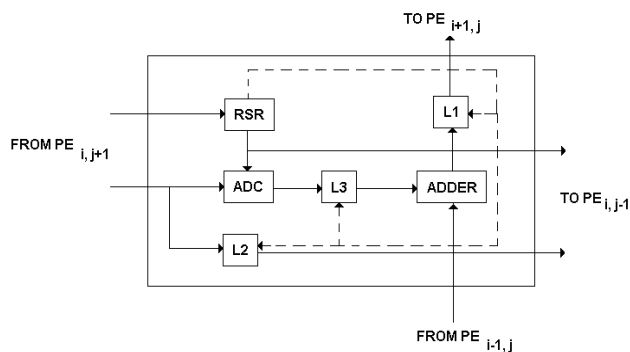 TO PE i+1, j
RSR
L1
FROM PE i, j+1
ADC
L3
ADDER
TO PE i, j-1
L2
FROM PE i-1, j